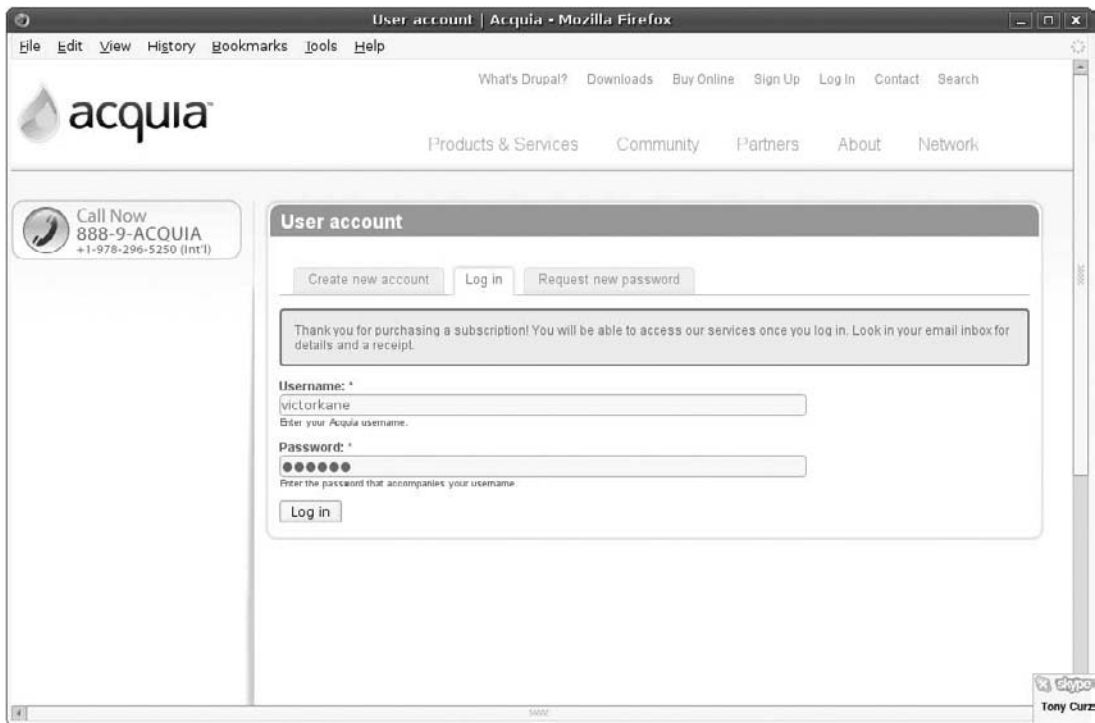 User account | Acquia - Mozilla Firefox
File Edit View History Bookmarks Tools Help
What's Drupal? Downloads Buy Online Sign Up Log In Contact Search
acquia™
Products & Services Community Partners About Network
Call Now
888-9-ACQUIA
+1-978-296-5250 (Int'l)
User account
Create new account Log in Request new password
Thank you for purchasing a subscription! You will be able to access our services once you log in. Look in your email inbox for
details and a receipt.
Username: *
victorkane
Enter your Acquia username.
Password: *
●●●●●●
Enter the password that accompanies your username.
Log in
skype
Tony